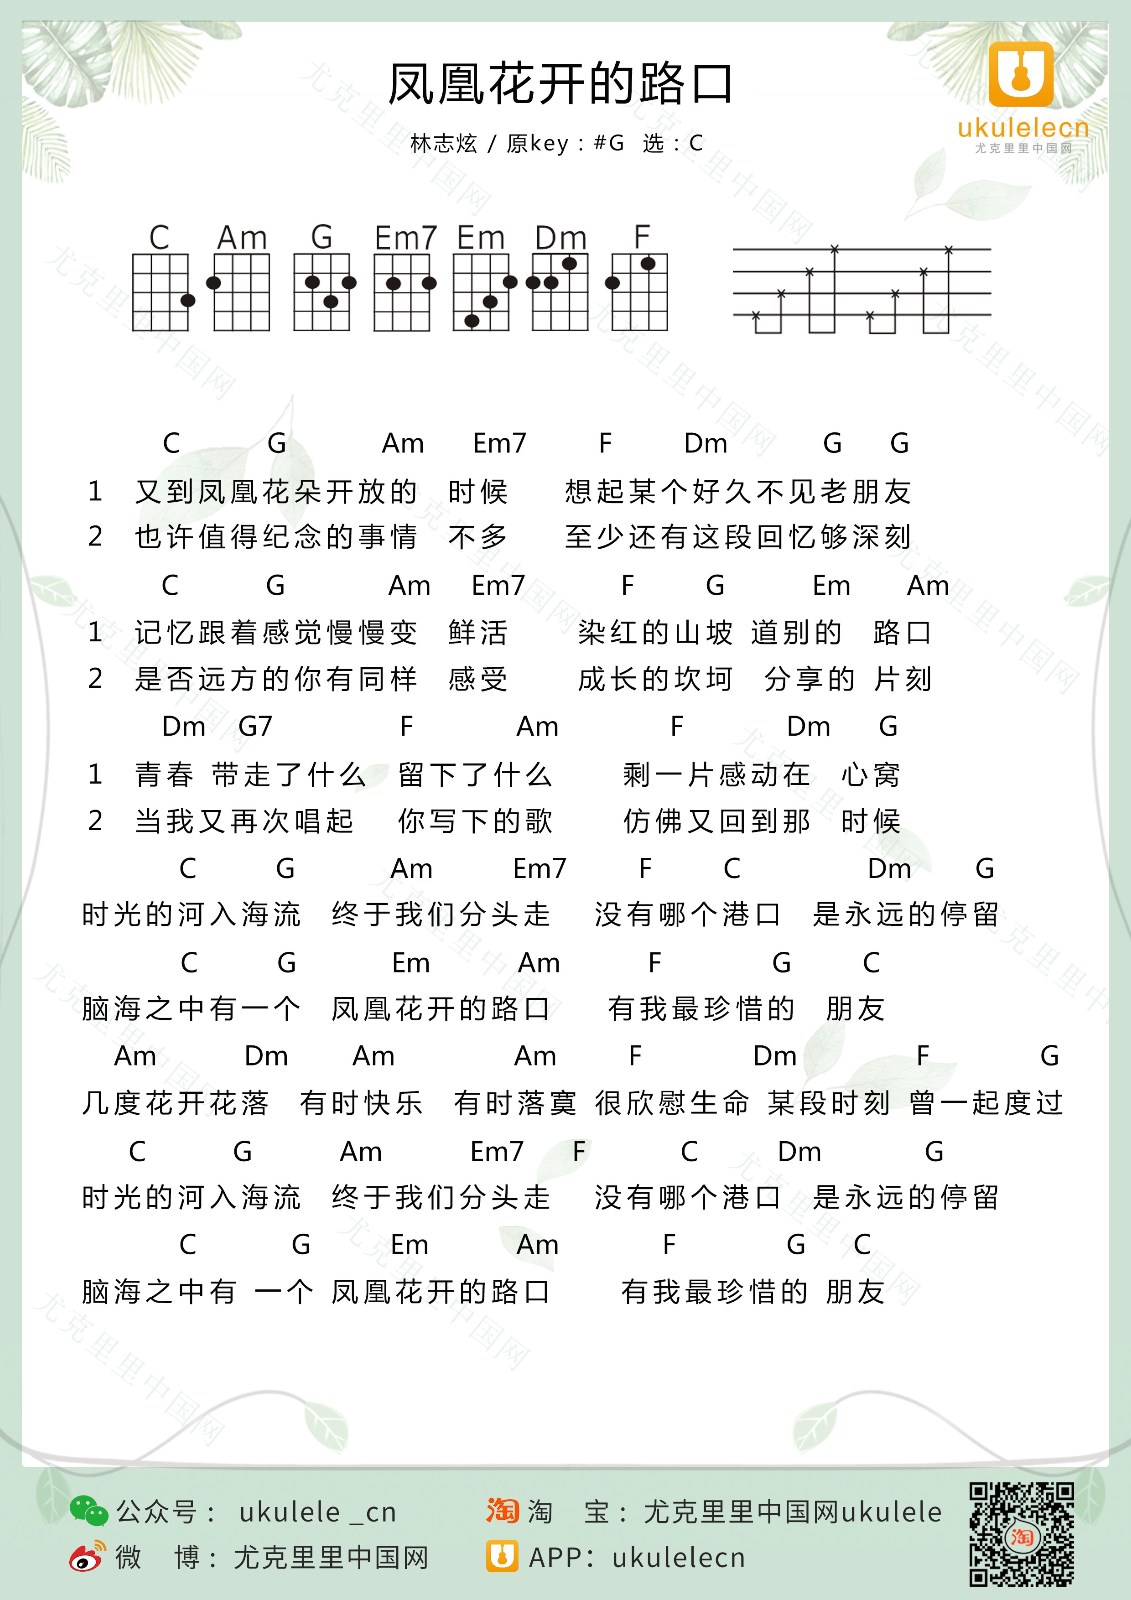 凤凰花开的路口
林志炫 / 原key : #G 选 : C
ukulelecn
尤克里里中国网
C Am G Em7 Em Dm F
C G Am Em7 F Dm G G
1 又到凤凰花朵开放的 时候 想起某个好久不见老朋友
2 也许值得纪念的事情 不多 至少还有这段回忆够深刻
C G Am Em7 F G Em Am
1 记忆跟着感觉慢慢变 鲜活 染红的山坡 道别的 路口
2 是否远方的你有同样 感受 成长的坎坷 分享的 片刻
Dm G7 F Am F Dm G
1 青春 带走了什么 留下了什么 剩一片感动在 心窝
2 当我又再次唱起 你写下的歌 仿佛又回到那 时候
C G Am Em7 F C Dm G
时光的河入海流 终于我们分头走 没有哪个港口 是永远的停留
C G Em Am F G C
脑海之中有一个 凤凰花开的路口 有我最珍惜的 朋友
Am Dm Am Am F Dm F G
几度花开花落 有时快乐 有时落寞 很欣慰生命 某段时刻 曾一起度过
C G Am Em7 F C Dm G
时光的河入海流 终于我们分头走 没有哪个港口 是永远的停留
C G Em Am F G C
脑海之中有 一个 凤凰花开的路口 有我最珍惜的 朋友
公众号： ukulele _cn 淘 淘 宝：尤克里里中国网ukulele
微 博：尤克里里中国网 APP：ukulelecn
淘